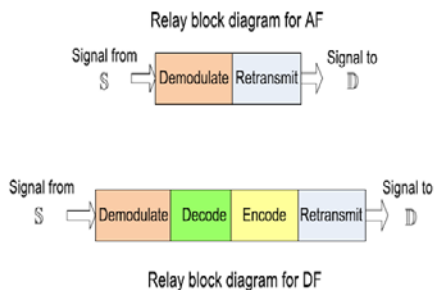 Relay block diagram for AF
Signal from
𝕊
Demodulate
Retransmit
Signal to
𝔻
Signal from
𝕊
Demodulate
Decode
Encode
Retransmit
Signal to
𝔻
Relay block diagram for DF